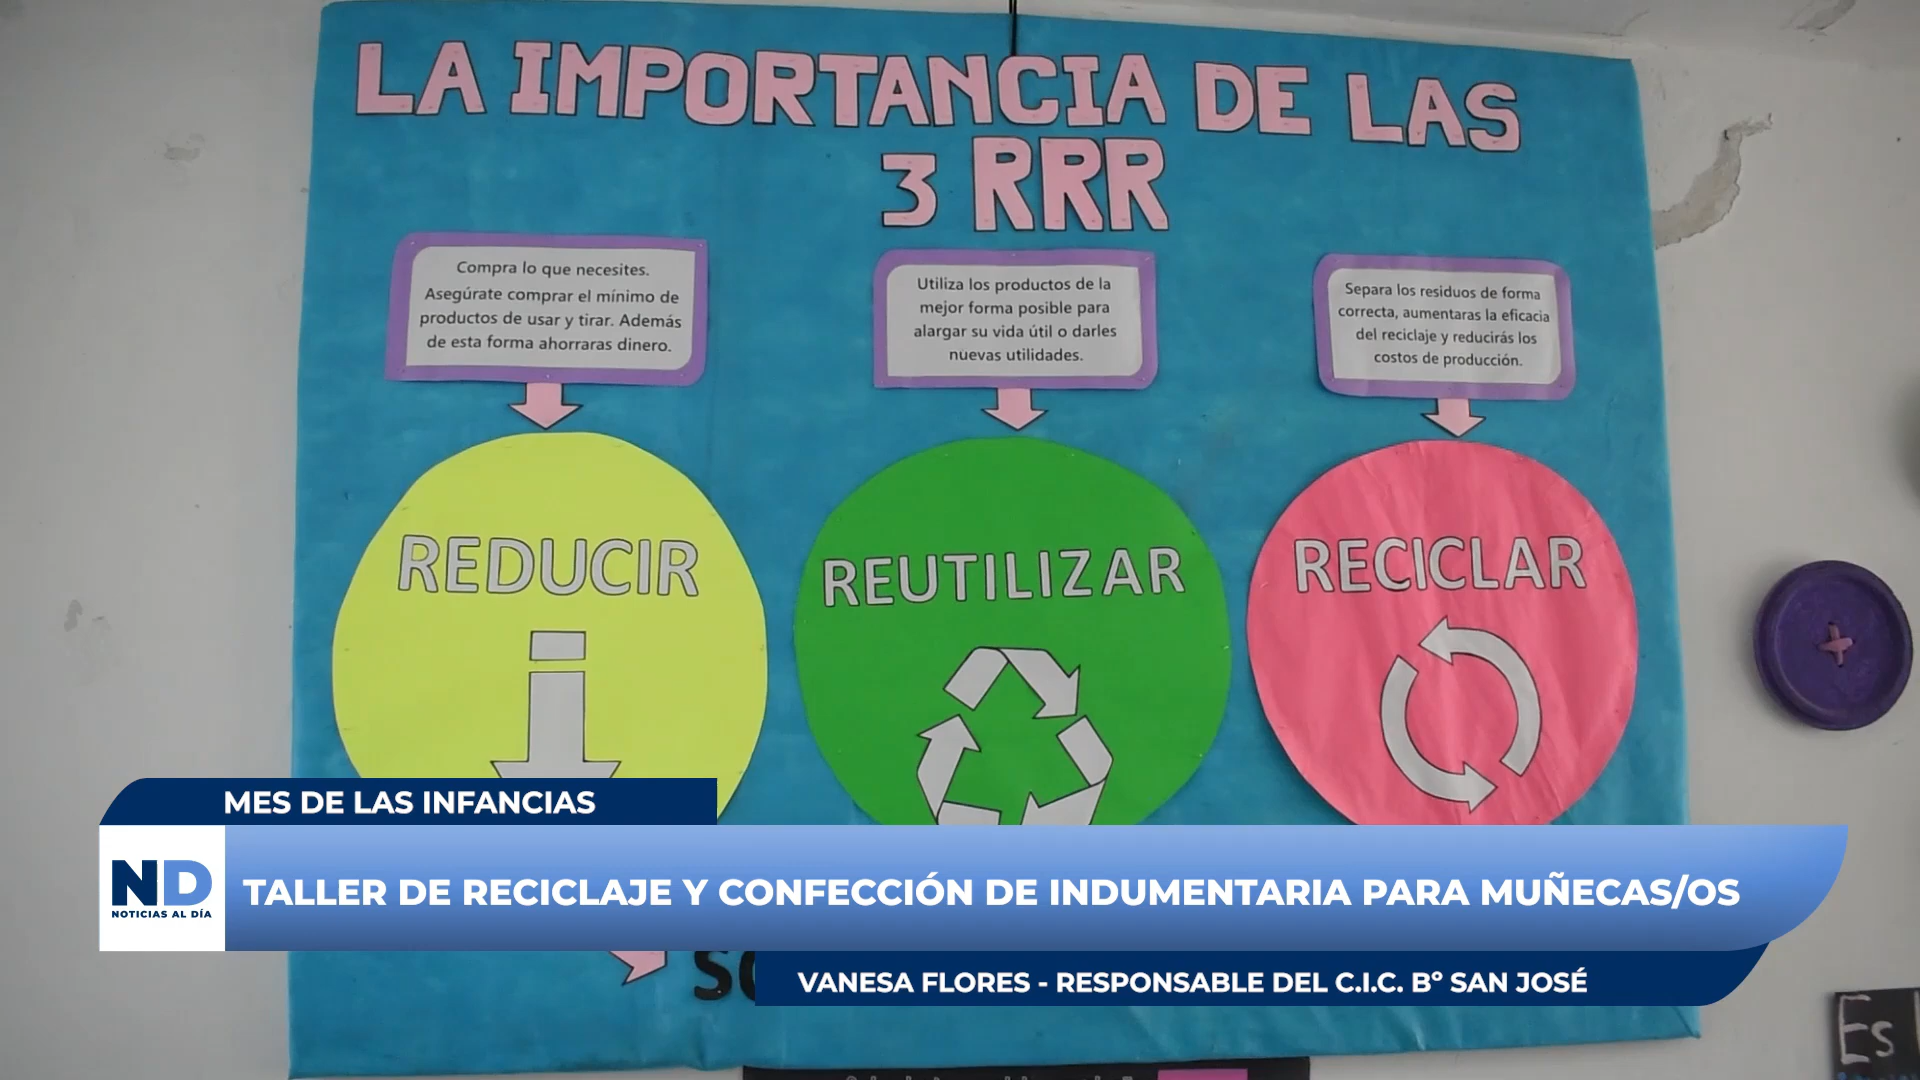 LA IMPORTANCIA DE LAS
3 RRR
Compra lo que necesites.
Asegúrate comprar el mínimo de
productos de usar y tirar. Además
de esta forma ahorraras dinero.
Utiliza los productos de la
mejor forma posible para
alargar su vida útil o darles
nuevas utilidades.
Separa los residuos de forma
correcta, aumentaras la eficacia
del reciclaje y reducirás los
costos de producción.
REDUCIR
REUTILIZAR
RECICLAR
MES DE LAS INFANCIAS
ND
NOTICIAS AL DÍA
TALLER DE RECICLAJE Y CONFECCIÓN DE INDUMENTARIA PARA MUÑECAS/OS
VANESA FLORES - RESPONSABLE DEL C.I.C. Bº SAN JOSÉ
Es